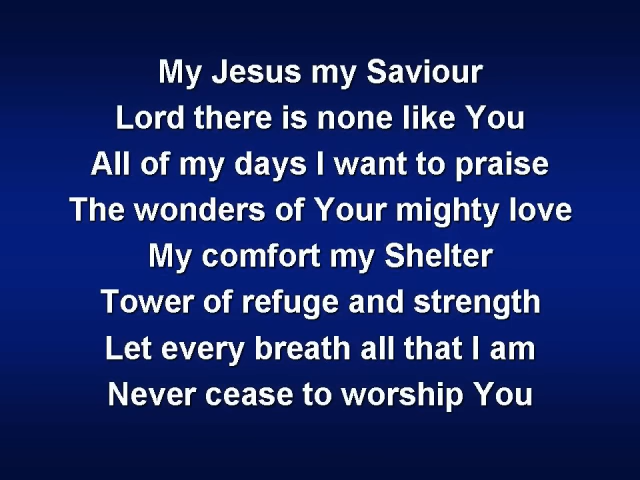 My Jesus my Saviour
Lord there is none like You
All of my days I want to praise
The wonders of Your mighty love
My comfort my Shelter
Tower of refuge and strength
Let every breath all that I am
Never cease to worship You